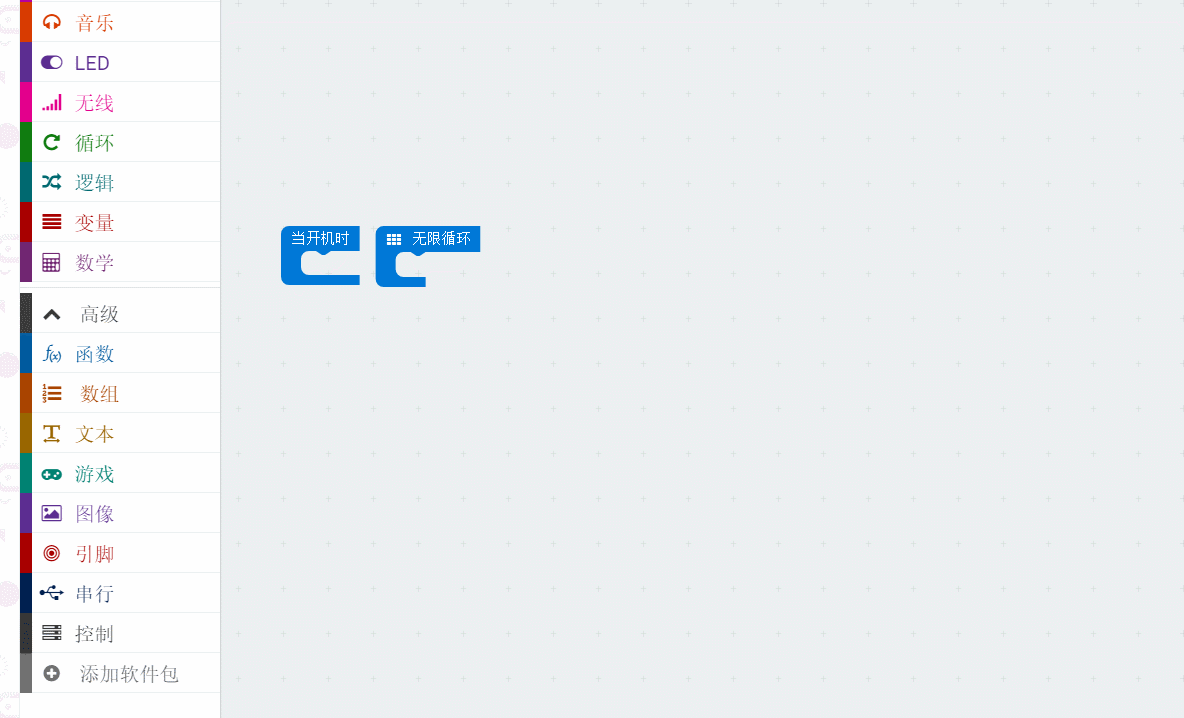 音乐
LED
无线
循环
逻辑
变量
数学
高级
函数
数组
文本
游戏
图像
引脚
串行
控制
添加软件包
当开机时
无限循环